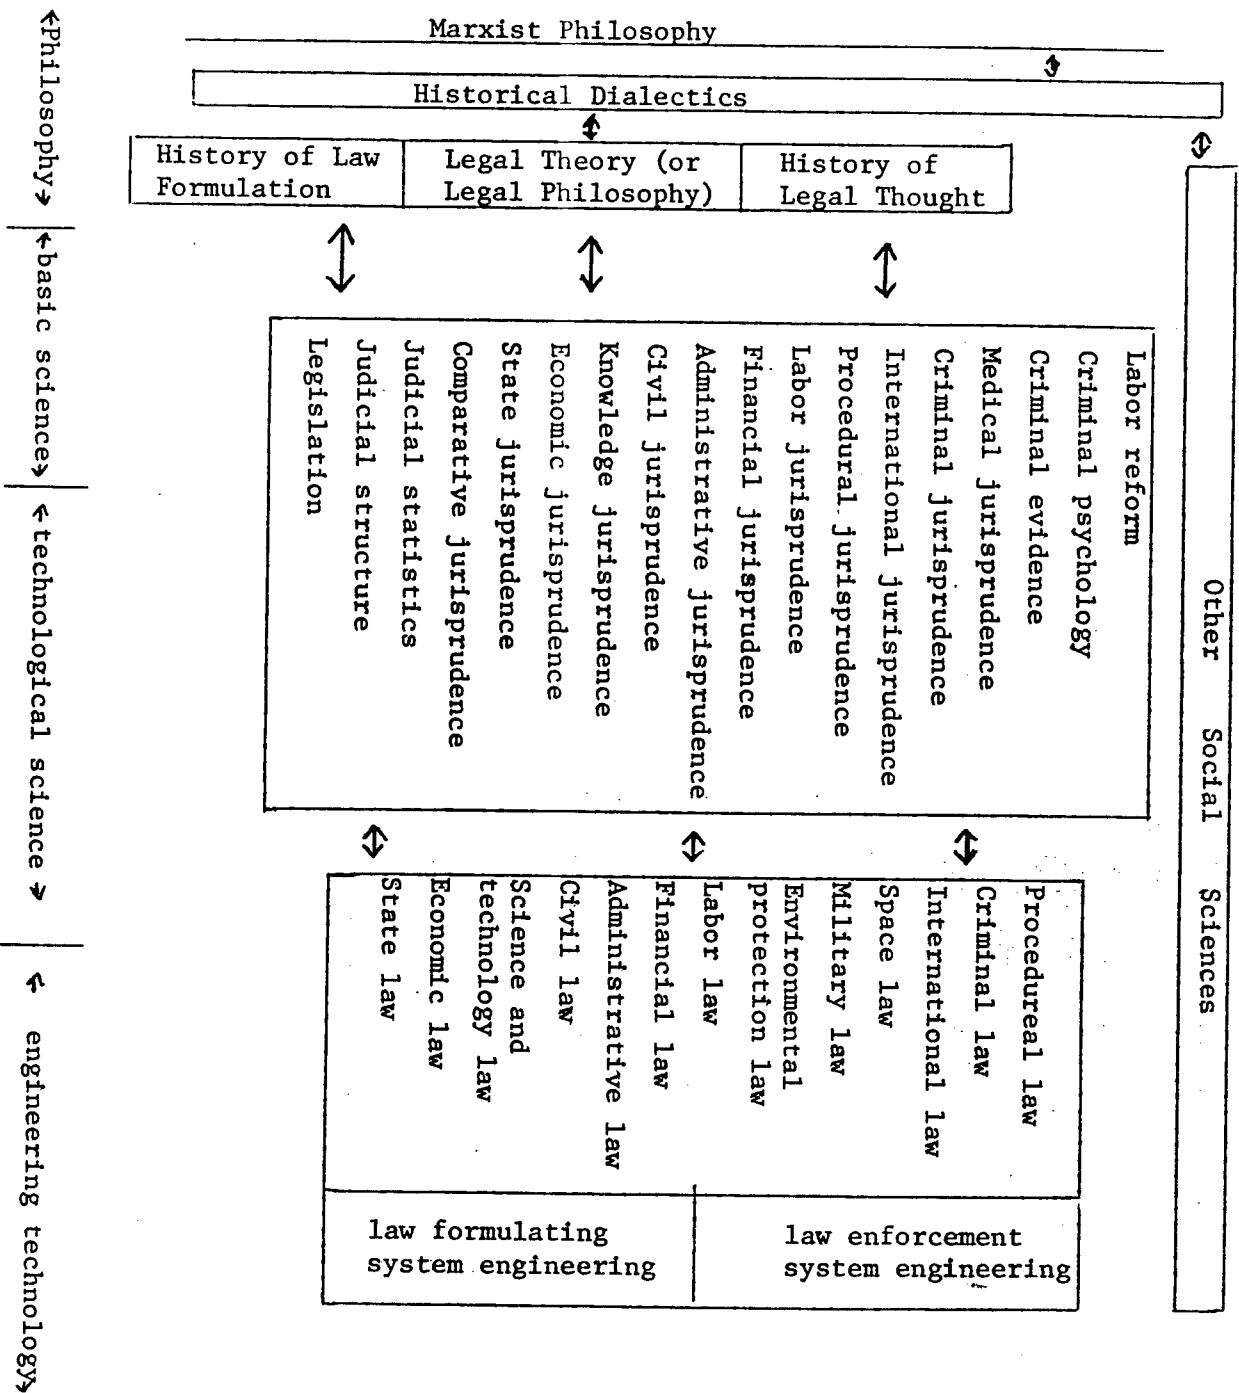 Marxist Philosophy
Historical Dialectics
History of Law
Formulation
Legal Theory (or
Legal Philosophy)
History of
Legal Thought
Legislation
Judicial structure
Judicial statistics
Comparative jurisprudence
State jurisprudence
Economic jurisprudence
Knowledge jurisprudence
Civil jurisprudence
Administrative jurisprudence
Financial jurisprudence
Labor jurisprudence
Procedural jurisprudence
International jurisprudence
Criminal jurisprudence
Medical jurisprudence
Criminal evidence
Criminal psychology
Labor reform
State law
Economic law
Science and
technology law
Civil law
Administrative law
Financial law
Labor law
Environmental
protection law
Military law
Space law
International law
Criminal law
Procedureal law
law formulating
system engineering
law enforcement
system engineering
Other Social Sciences
←Philosophy→
←basic science→
←technological science→
← engineering technology→